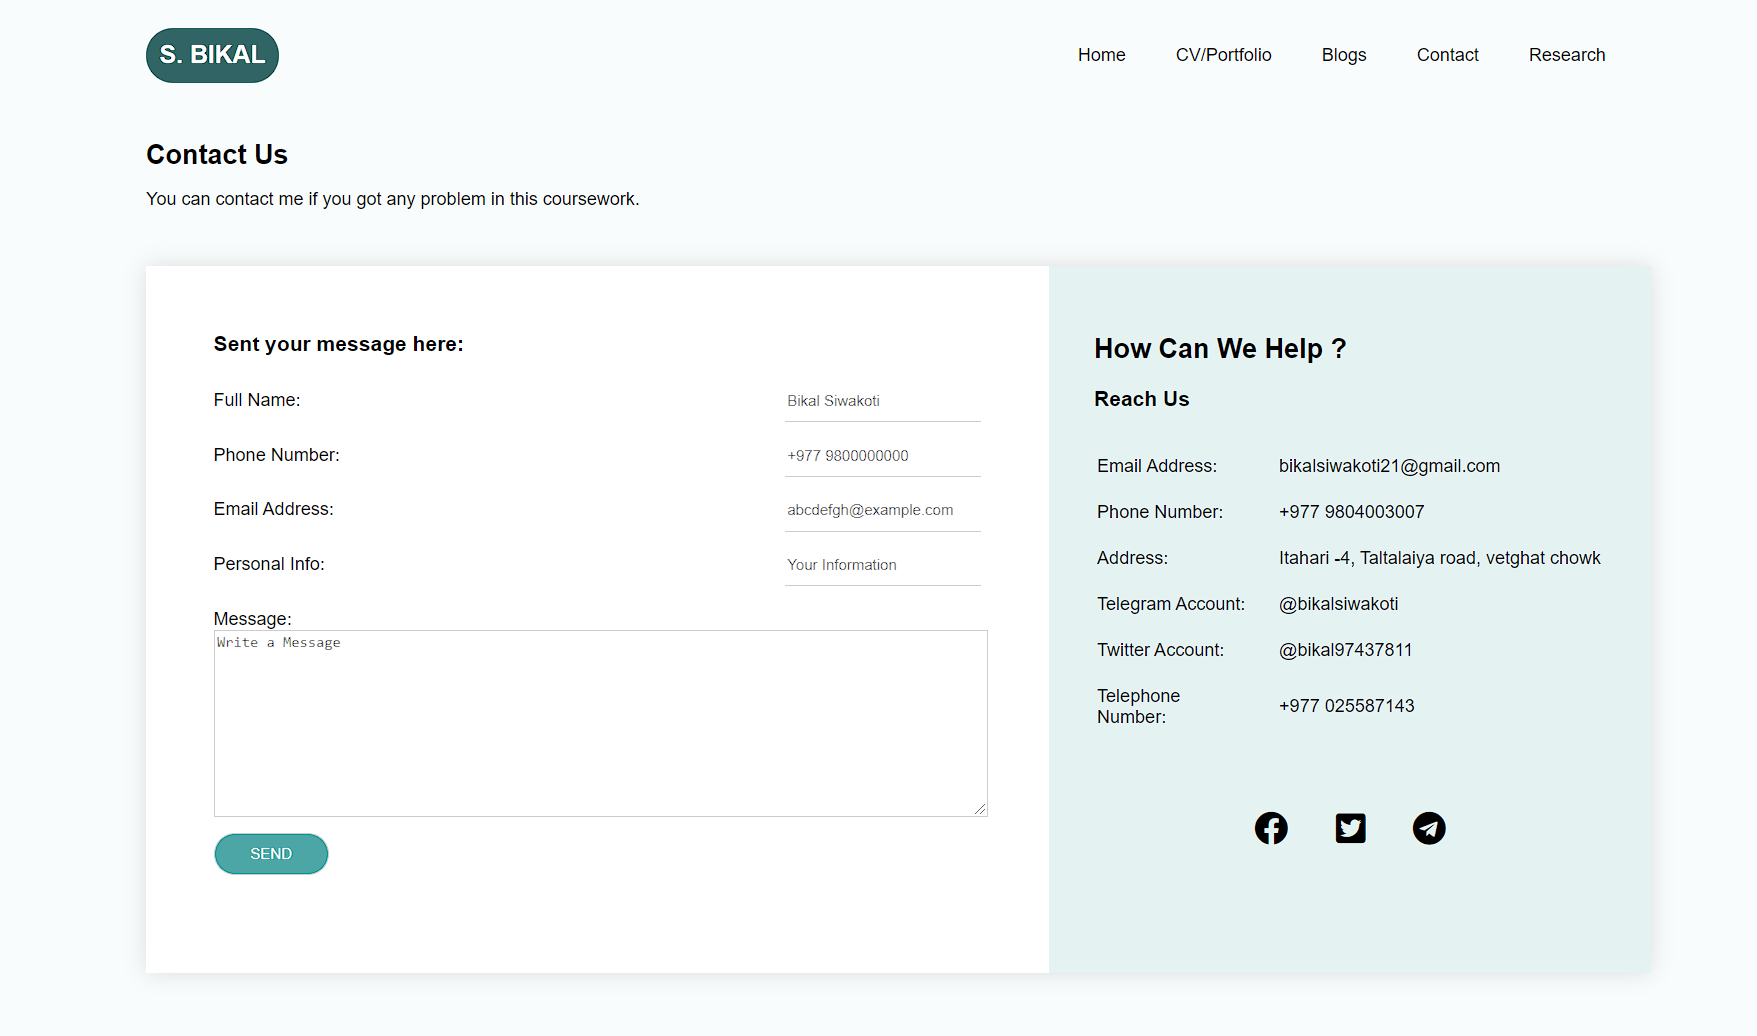 S. BIKAL
Home CV/Portfolio Blogs Contact Research
Contact Us
You can contact me if you got any problem in this coursework.
Sent your message here:
Full Name: Bikal Siwakoti
Phone Number: +977 9800000000
Email Address: abcdefgh@example.com
Personal Info: Your Information
Message:
Write a Message
SEND
How Can We Help ?
Reach Us
Email Address: bikalsiwakoti21@gmail.com
Phone Number: +977 9804003007
Address: Itahari -4, Taltalaiya road, vetghat chowk
Telegram Account: @bikalsiwakoti
Twitter Account: @bikal97437811
Telephone
Number: +977 025587143